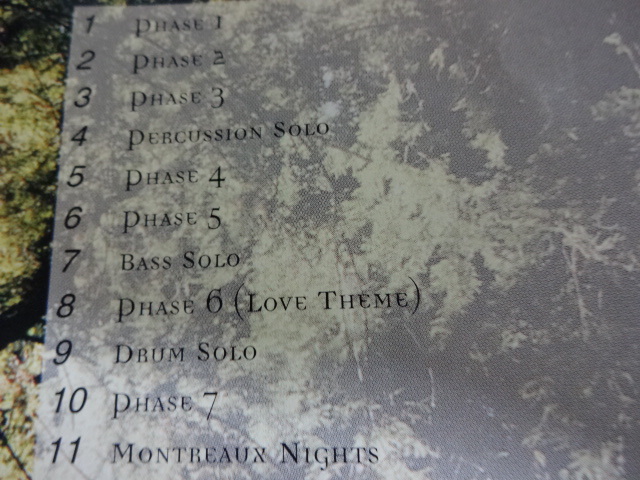 1 Phase 1
2 Phase 2
3 Phase 3
4 Percussion Solo
5 Phase 4
6 Phase 5
7 Bass Solo
8 Phase 6 (Love Theme)
9 Drum Solo
10 Phase 7
11 Montreaux Nights